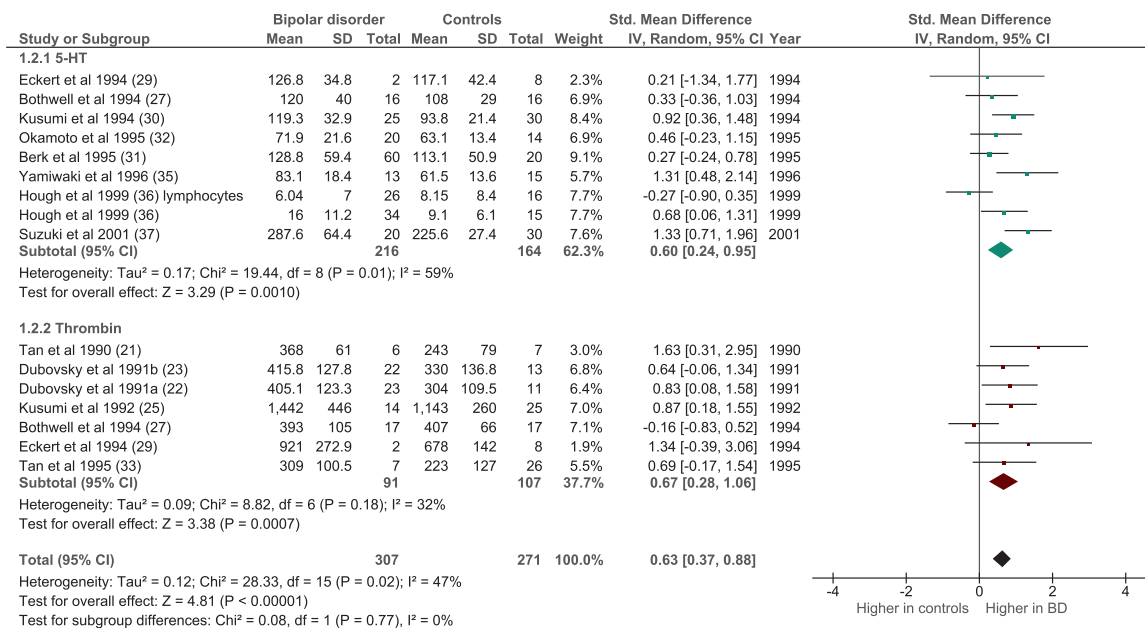 Bipolar disorder Controls Std. Mean Difference Std. Mean Difference
Study or Subgroup Mean SD Total Mean SD Total Weight IV, Random, 95% CI Year IV, Random, 95% CI
1.2.1 5-HT
Eckert et al 1994 (29) 126.8 34.8 2 117.1 42.4 8 2.3% 0.21 [-1.34, 1.77] 1994
Bothwell et al 1994 (27) 120 40 16 108 29 16 6.9% 0.33 [-0.36, 1.03] 1994
Kusumi et al 1994 (30) 119.3 32.9 25 93.8 21.4 30 8.4% 0.92 [0.36, 1.48] 1994
Okamoto et al 1995 (32) 71.9 21.6 20 63.1 13.4 14 7.0% 0.46 [-0.23, 1.15] 1995
Berk et al 1995 (31) 128.8 59.4 60 113.1 50.9 20 9.1% 0.27 [-0.24, 0.78] 1995
Yamiwaki et al 1996 (35) 83.1 18.4 13 61.5 13.6 15 5.7% 1.31 [0.48, 2.14] 1996
Hough et al 1999 (36) lymphocytes 6.04 7 26 8.15 8.4 16 7.7% -0.27 [-0.90, 0.35] 1999
Hough et al 1999 (36) 16 11.2 34 9.1 6.1 15 7.7% 0.68 [0.06, 1.31] 1999
Suzuki et al 2001 (37) 287.6 64.4 20 225.6 27.4 30 7.6% 1.33 [0.71, 1.96] 2001
Subtotal (95% CI) 216 164 62.3% 0.60 [0.24, 0.95]
Heterogeneity: Tau² = 0.17; Chi² = 19.44, df = 8 (P = 0.01); I² = 59%
Test for overall effect: Z = 3.29 (P = 0.0010)
1.2.2 Thrombin
Tan et al 1990 (21) 368 61 6 243 79 7 3.0% 1.63 [0.31, 2.95] 1990
Dubovsky et al 1991b (23) 415.8 127.8 22 330 136.8 13 6.8% 0.64 [-0.06, 1.34] 1991
Dubovsky et al 1991a (22) 405.1 123.3 23 304 109.5 11 6.4% 0.83 [0.08, 1.58] 1991
Kusumi et al 1992 (25) 1,442 446 14 1,143 260 25 7.0% 0.87 [0.18, 1.55] 1992
Bothwell et al 1994 (27) 393 105 17 407 66 17 7.1% -0.16 [-0.83, 0.52] 1994
Eckert et al 1994 (29) 921 272.9 2 678 142 8 1.9% 1.34 [-0.39, 3.06] 1994
Tan et al 1995 (33) 309 100.5 7 223 127 26 5.5% 0.69 [-0.17, 1.54] 1995
Subtotal (95% CI) 91 107 37.7% 0.67 [0.28, 1.06]
Heterogeneity: Tau² = 0.09; Chi² = 8.82, df = 6 (P = 0.18); I² = 32%
Test for overall effect: Z = 3.38 (P = 0.0007)
Total (95% CI) 307 271 100.0% 0.63 [0.37, 0.88]
Heterogeneity: Tau² = 0.12; Chi² = 28.33, df = 15 (P = 0.02); I² = 47%
Test for overall effect: Z = 4.81 (P < 0.00001)
Test for subgroup differences: Chi² = 0.08, df = 1 (P = 0.77), I² = 0%
-4 -2 0 2 4
Higher in controls Higher in BD